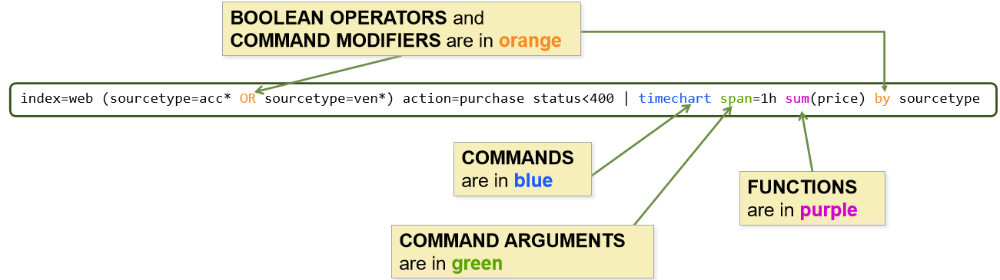 BOOLEAN OPERATORS and
COMMAND MODIFIERS are in orange
index=web (sourcetype=acc* OR sourcetype=ven*) action=purchase status<400 | timechart span=1h sum(price) by sourcetype
COMMANDS
are in blue
FUNCTIONS
are in purple
COMMAND ARGUMENTS
are in green